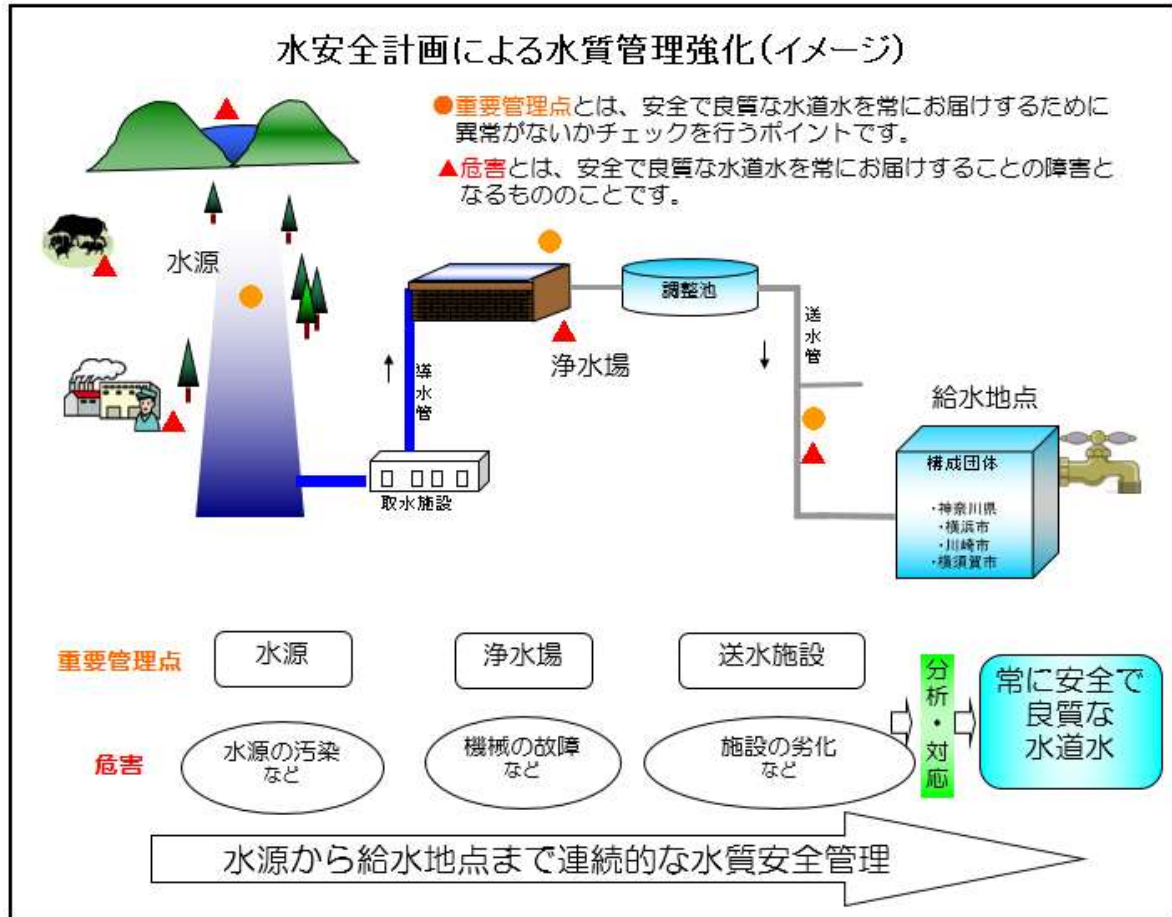 水安全計画による水質管理強化(イメージ)
●重要管理点とは、安全で良質な水道水を常にお届けするために
異常がないかチェックを行うポイントです。
▲危害とは、安全で良質な水道水を常にお届けすることの障害と
なるもののことです。
水源
導水管
取水施設
浄水場
調整池
送水管
給水地点
構成団体
・神奈川県
・横浜市
・川崎市
・横須賀市
重要管理点
水源
浄水場
送水施設
危害
水源の汚染
など
機械の故障
など
施設の劣化
など
分析・対応
常に安全で
良質な
水道水
水源から給水地点まで連続的な水質安全管理